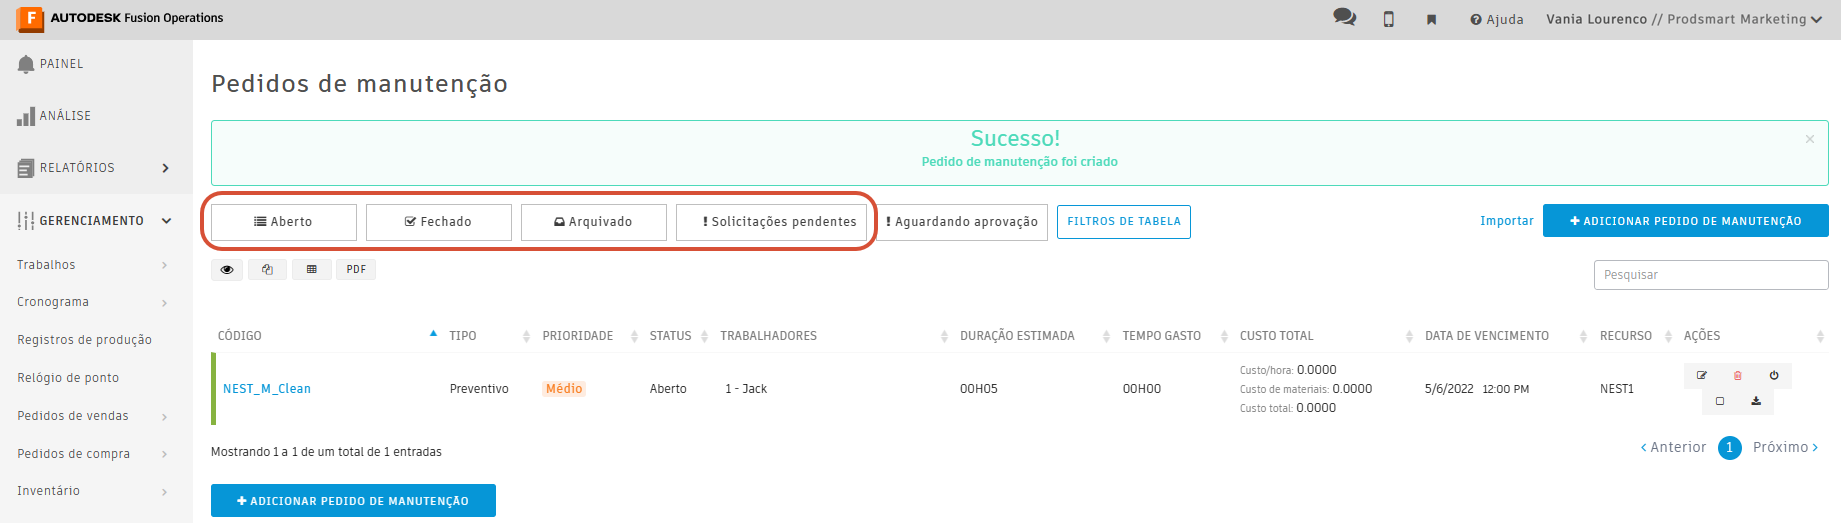 F AUTODESK Fusion Operations
Ajuda
Vania Lourenco // Prodsmart Marketing
PAINEL
ANÁLISE
RELATÓRIOS
GERENCIAMENTO
Trabalhos
Cronograma
Registros de produção
Relógio de ponto
Pedidos de vendas
Pedidos de compra
Inventário
Pedidos de manutenção
Sucesso!
×
Pedido de manutenção foi criado
Aberto
Fechado
Arquivado
! Solicitações pendentes
! Aguardando aprovação
FILTROS DE TABELA
Importar
+ ADICIONAR PEDIDO DE MANUTENÇÃO
PDF
Pesquisar
CÓDIGO TIPO PRIORIDADE STATUS TRABALHADORES DURAÇÃO ESTIMADA TEMPO GASTO CUSTO TOTAL DATA DE VENCIMENTO RECURSO AÇÕES
NEST_M_Clean Preventivo Médio Aberto 1 - Jack 00H05 00H00
Custo/hora: 0.0000
Custo de materiais: 0.0000
Custo total: 0.0000
5/6/2022 12:00 PM NEST1
Mostrando 1 a 1 de um total de 1 entradas
‹ Anterior 1 Próximo ›
+ ADICIONAR PEDIDO DE MANUTENÇÃO